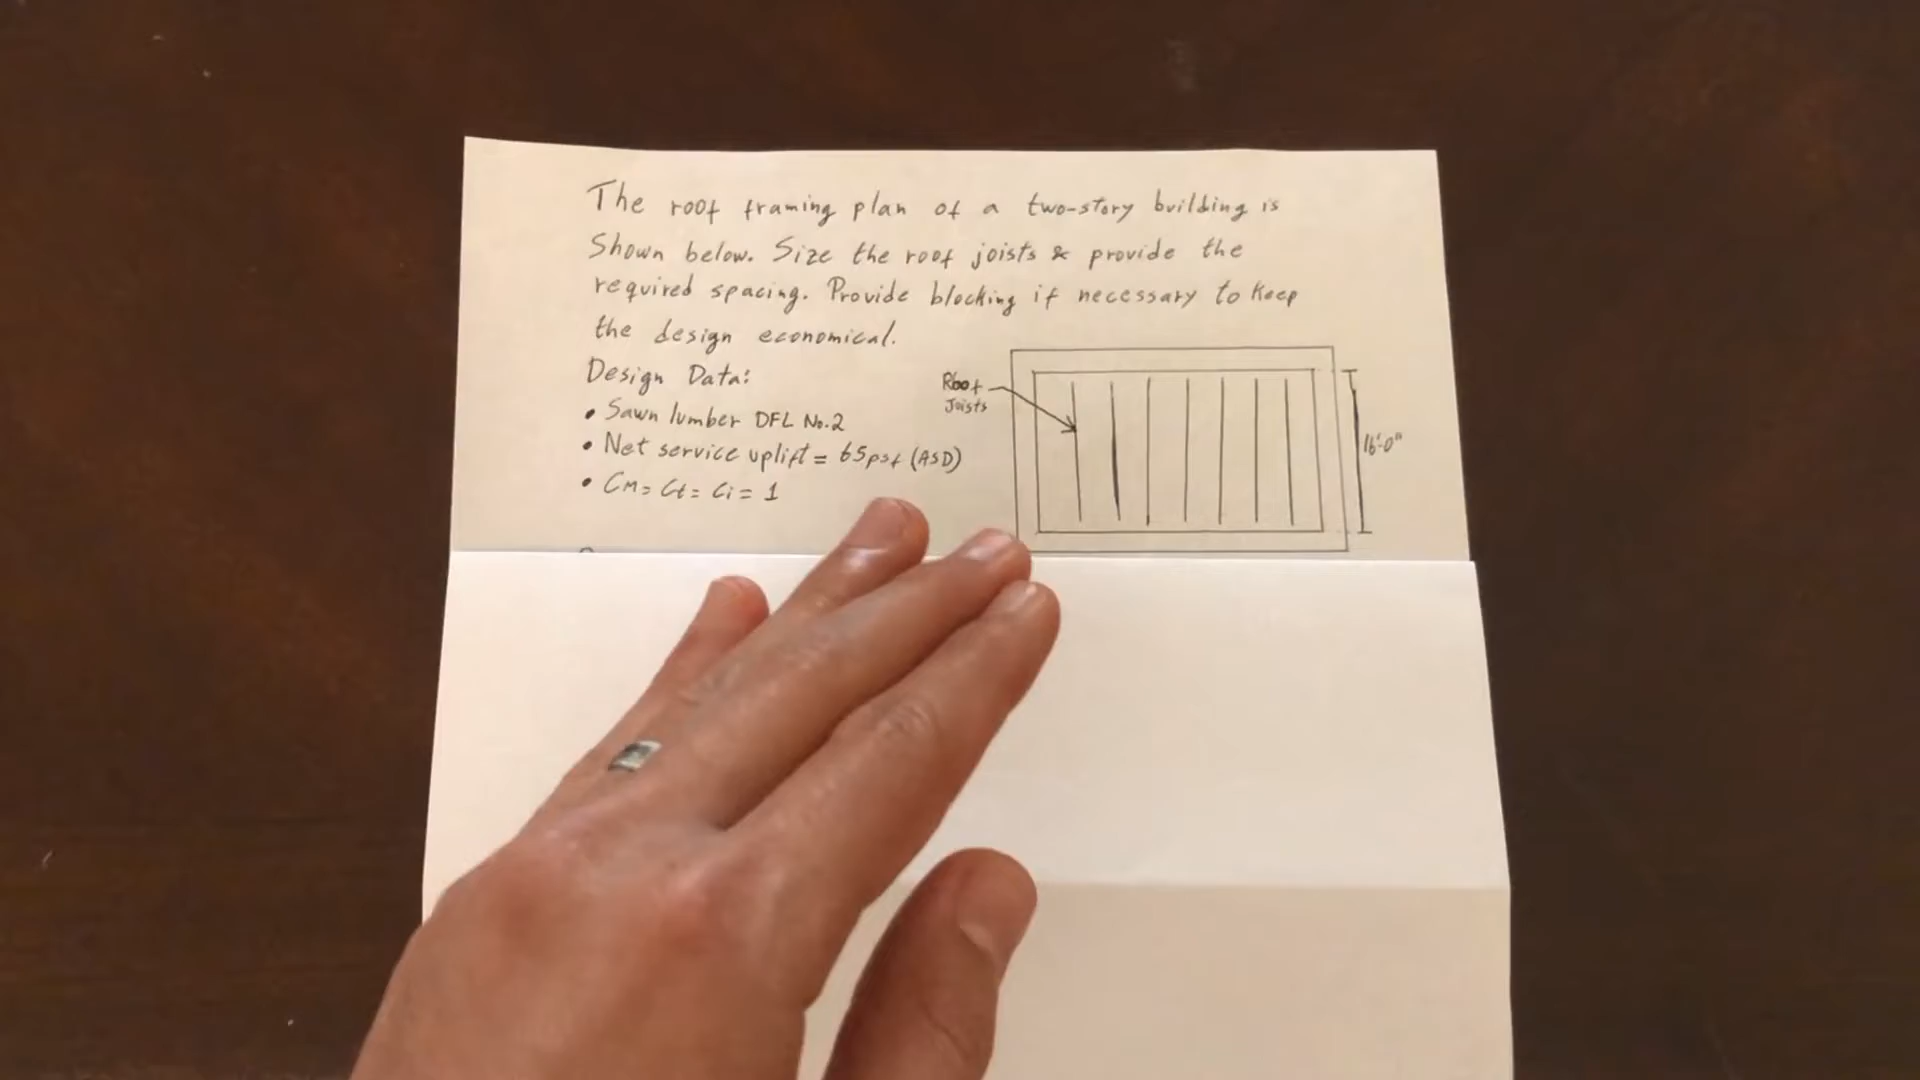 The roof framing plan of a two-story building is
Shown below. Size the roof joists & provide the
required spacing. Provide blocking if necessary to keep
the design economical.
Design Data:
• Sawn lumber DFL No.2
• Net service uplift = 65psf (ASD)
• CM= Ct= Ci = 1
Roof
Joists
16'-0"